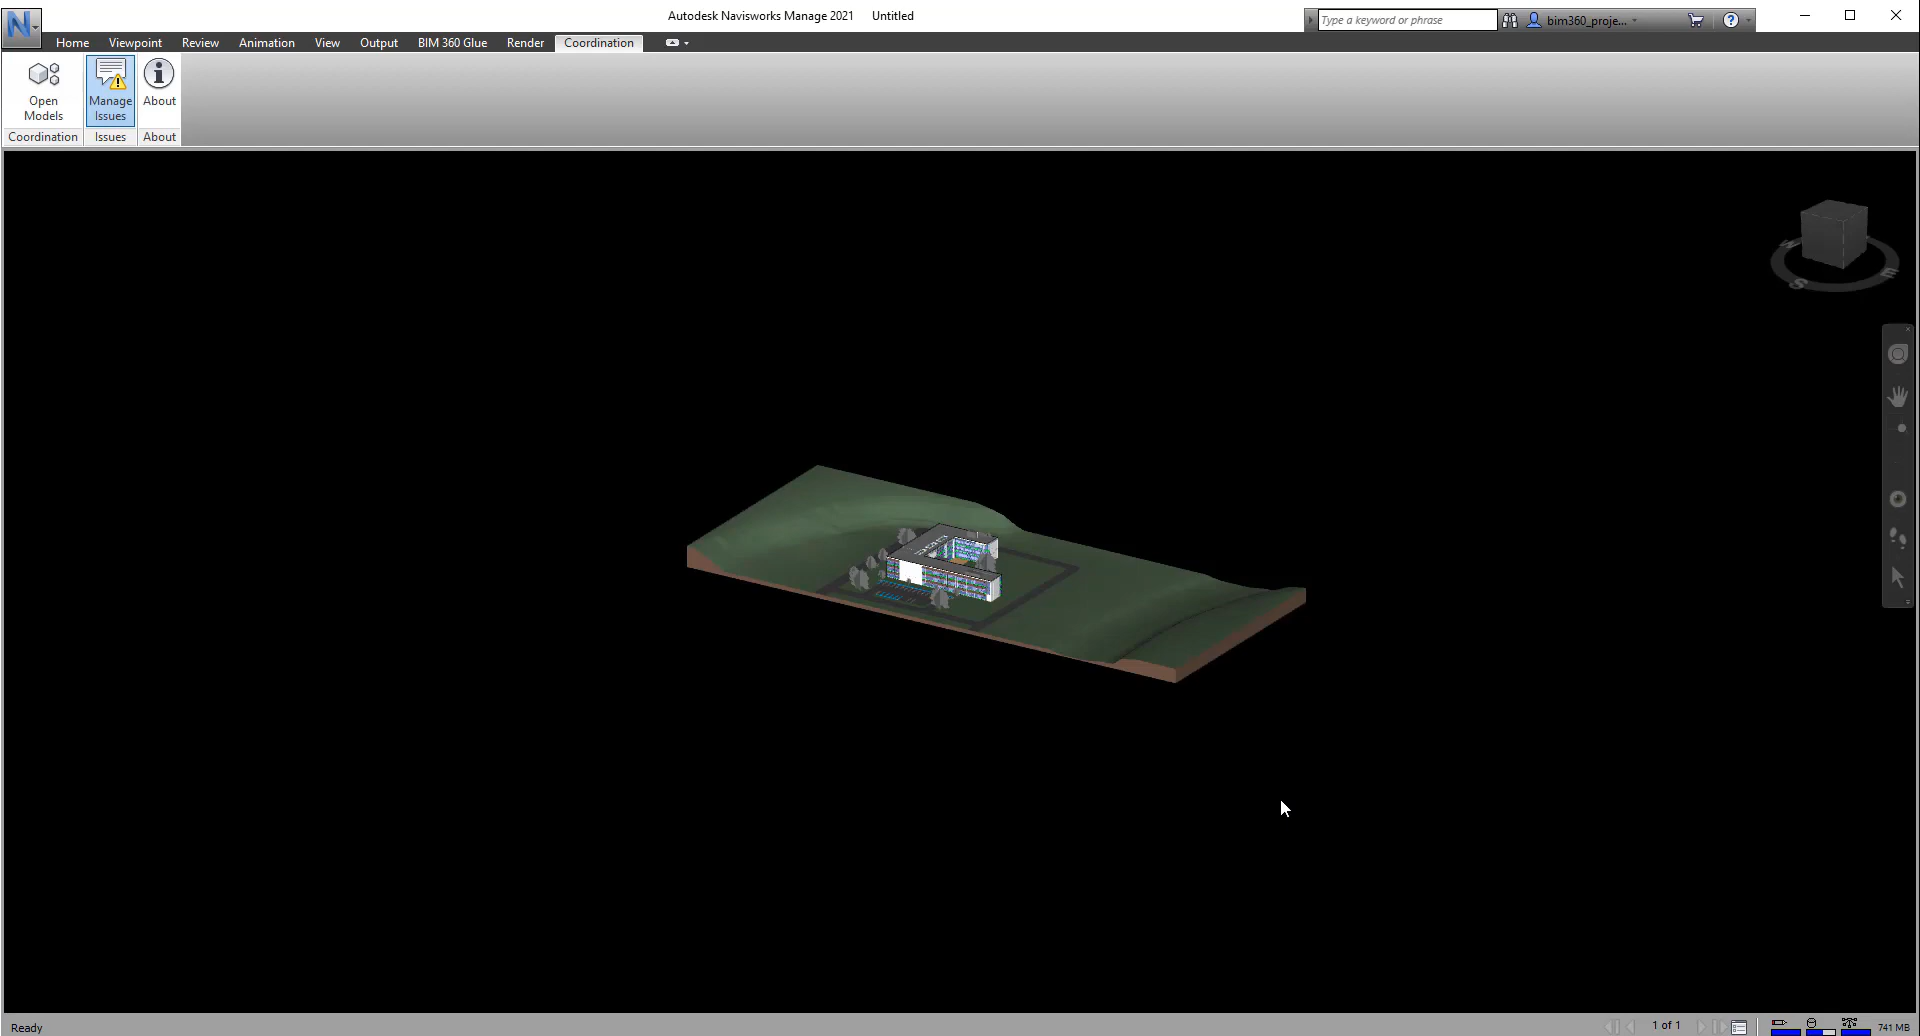 Autodesk Navisworks Manage 2021 Untitled
Type a keyword or phrase
bim360_proje...
Home Viewpoint Review Animation View Output BIM 360 Glue Render Coordination
Open
Models
Manage
Issues
About
Coordination Issues About
W
S
E
Ready
1 of 1
741 MB